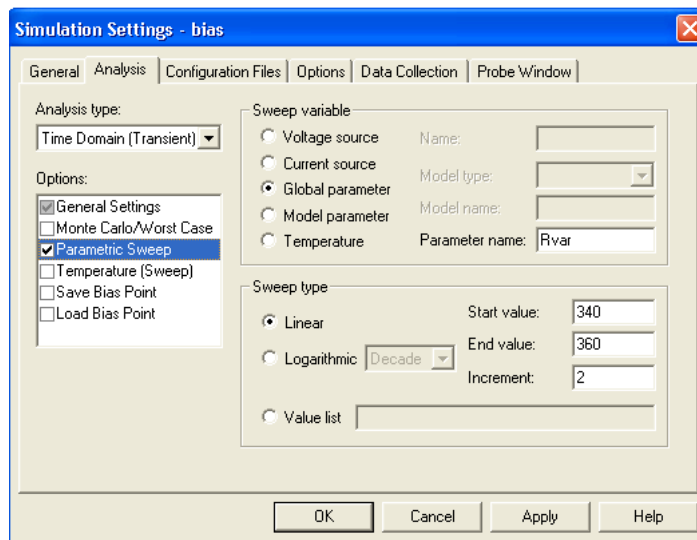 Simulation Settings - bias
General Analysis Configuration Files Options Data Collection Probe Window
Analysis type:
Time Domain (Transient)
Options:
General Settings
Monte Carlo/Worst Case
Parametric Sweep
Temperature (Sweep)
Save Bias Point
Load Bias Point
Sweep variable
Voltage source Name:
Current source
Model type:
Global parameter
Model parameter Model name:
Temperature Parameter name: Rvar
Sweep type
Linear Start value: 340
End value: 360
Logarithmic Decade
Increment: 2
Value list
OK Cancel Apply Help